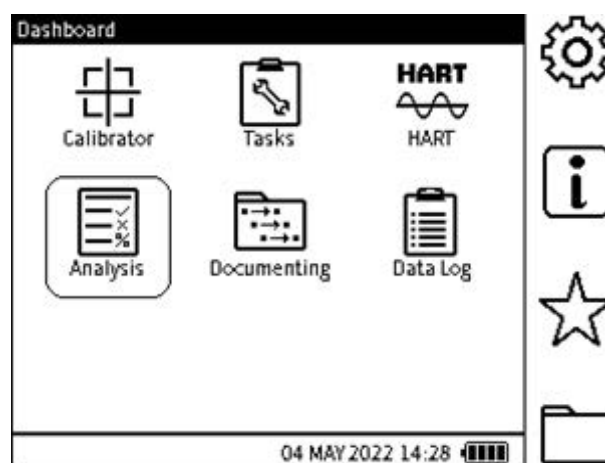 Dashboard
HART
Calibrator Tasks HART
Analysis Documenting Data Log
i
04 MAY 2022 14:28